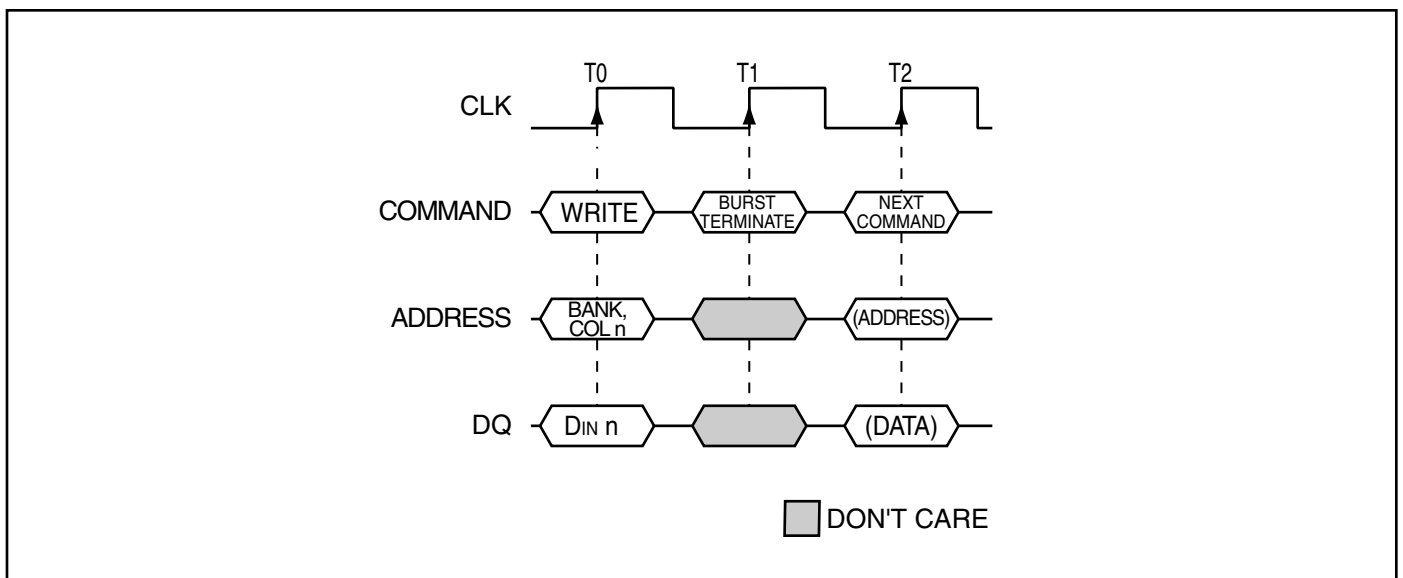 T0 T1 T2
CLK
COMMAND WRITE BURST TERMINATE NEXT COMMAND
ADDRESS BANK, COL n (ADDRESS)
DQ DIN n (DATA)
DON'T CARE